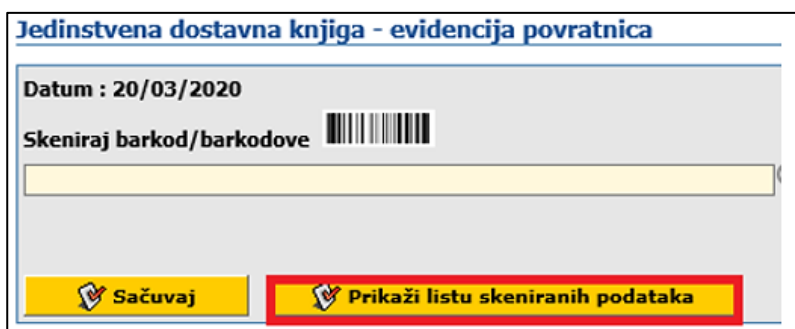 Jedinstvena dostavna knjiga - evidencija povratnica
Datum : 20/03/2020
Skeniraj barkod/barkodove
Sačuvaj
Prikaži listu skeniranih podataka